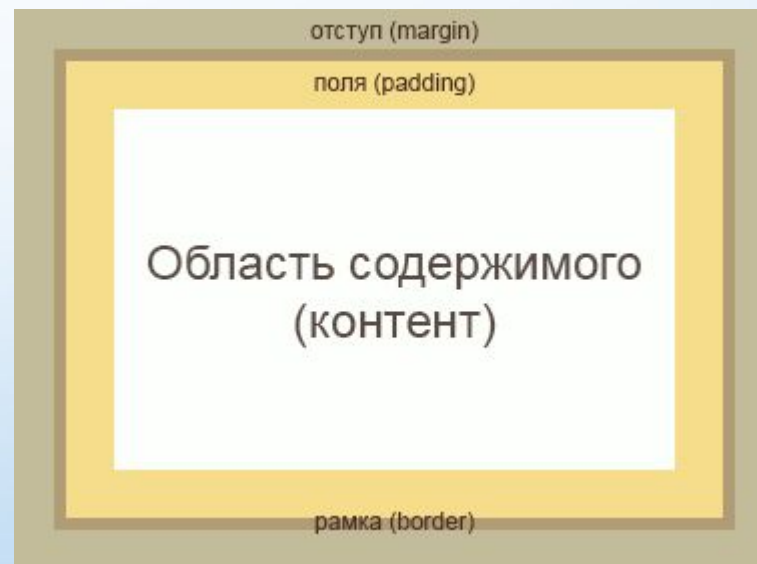 отступ (margin)
поля (padding)
Область содержимого
(контент)
рамка (border)